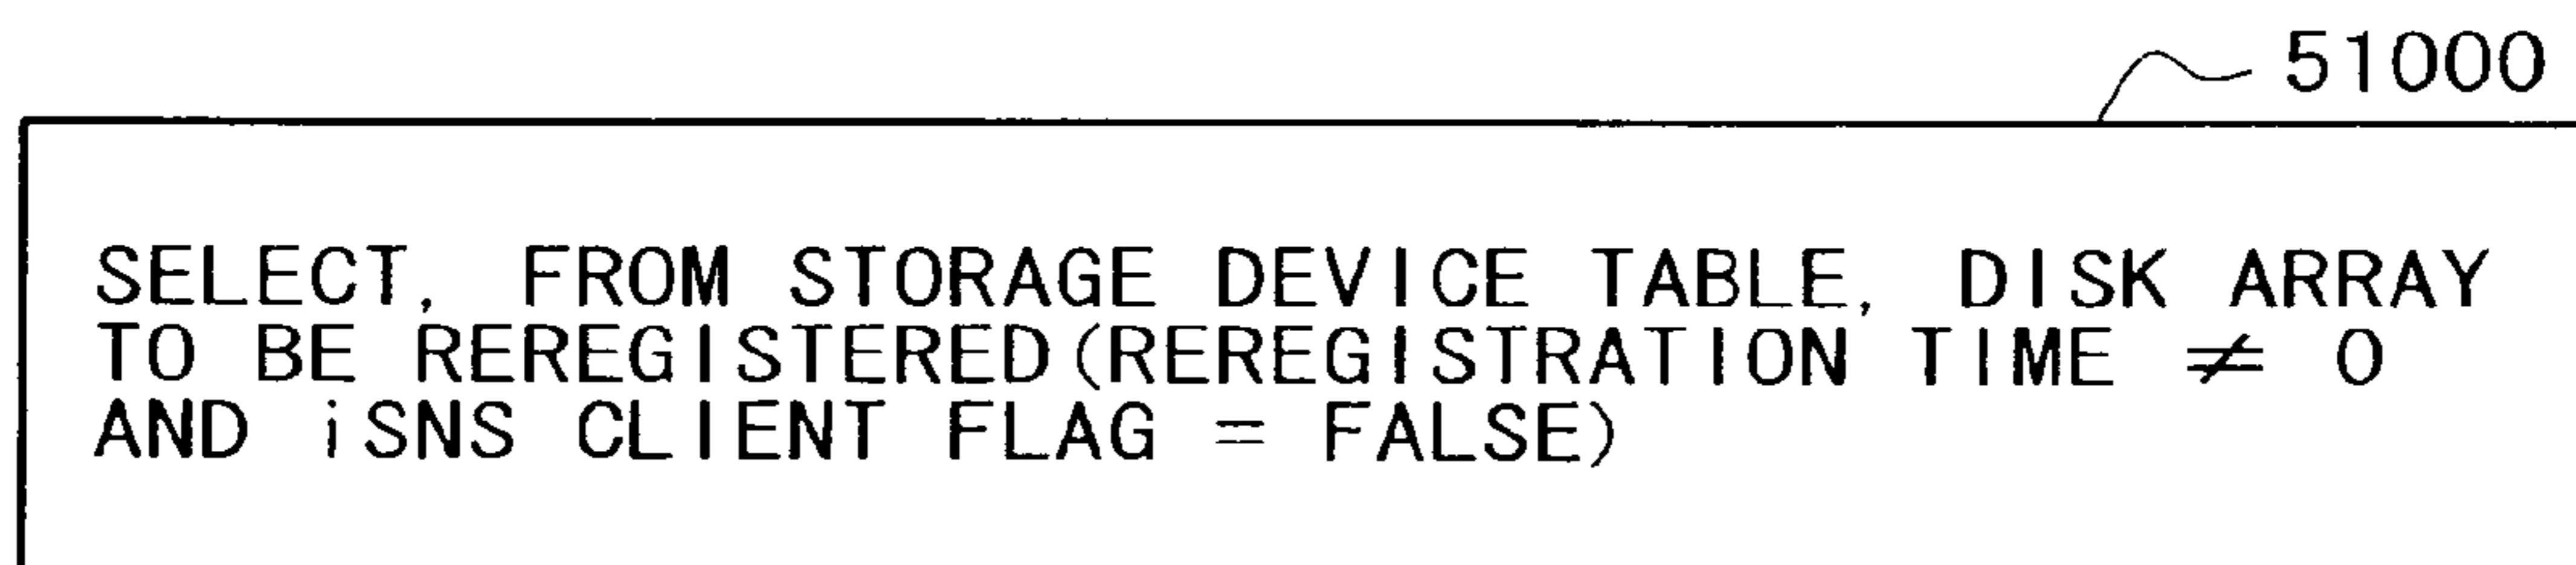 51000
SELECT, FROM STORAGE DEVICE TABLE, DISK ARRAY
TO BE REREGISTERED(REREGISTRATION TIME ≠ 0
AND iSNS CLIENT FLAG = FALSE)